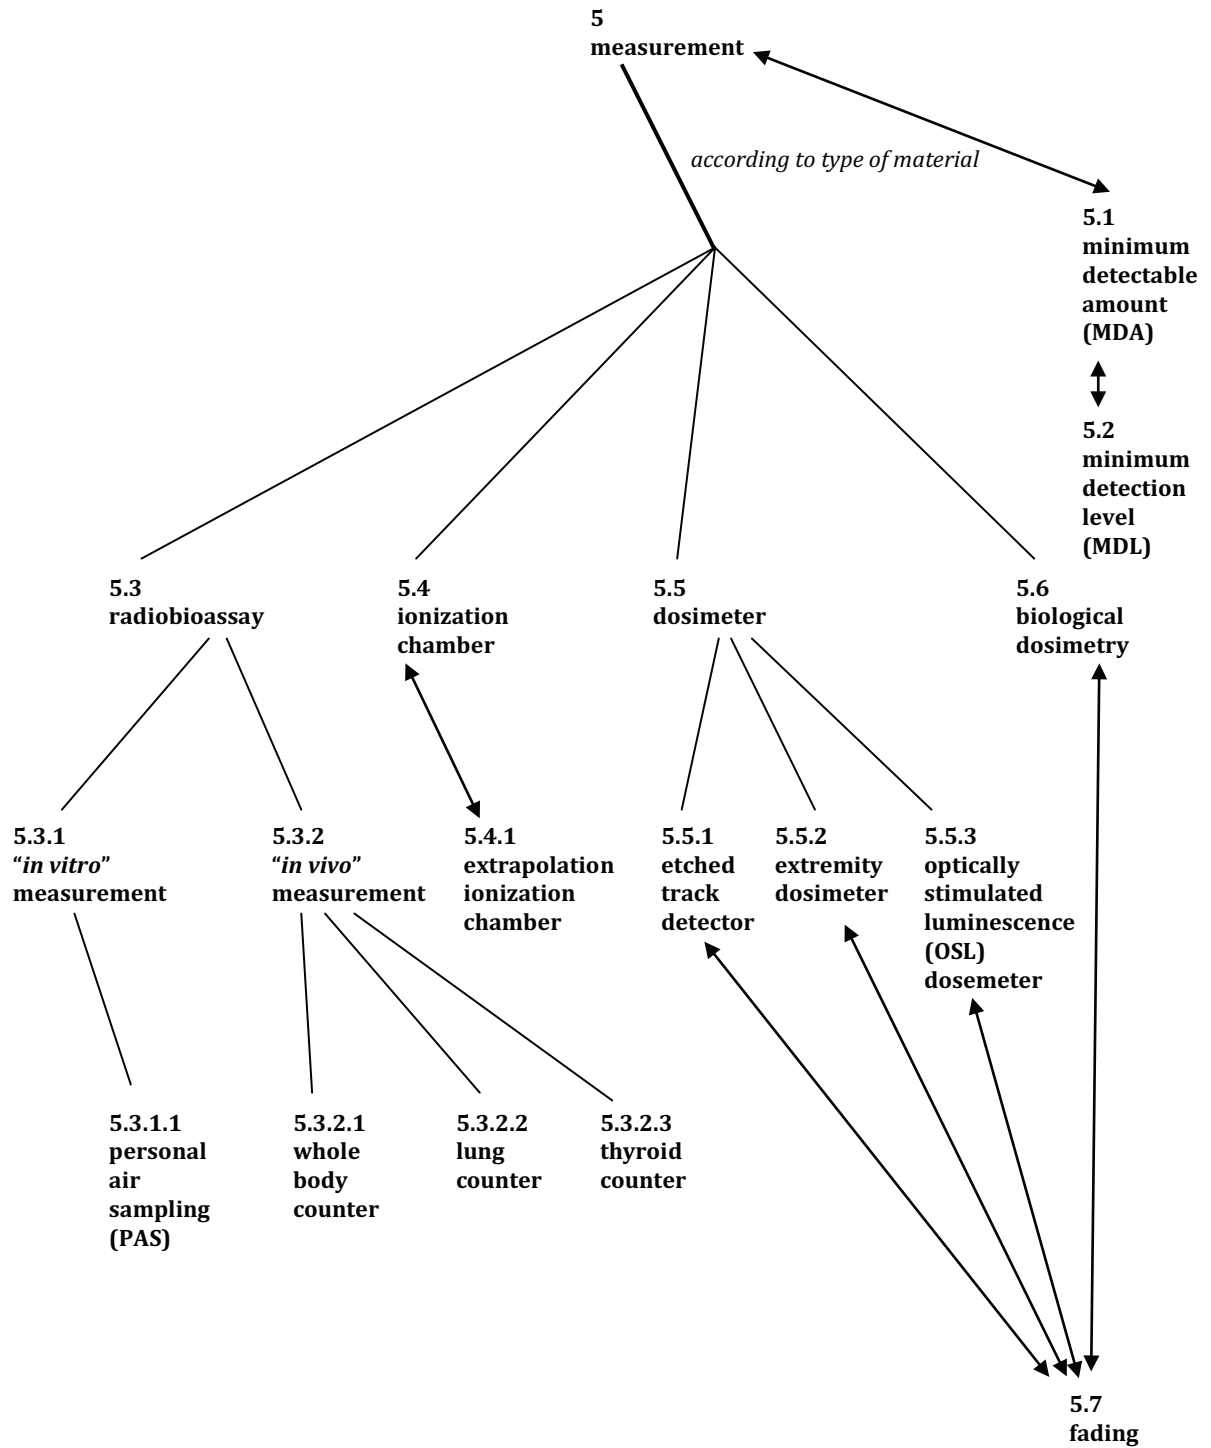 5
measurement
according to type of material
5.1
minimum
detectable
amount
(MDA)
5.2
minimum
detection
level
(MDL)
5.3
radiobioassay
5.4
ionization
chamber
5.5
dosimeter
5.6
biological
dosimetry
5.3.1
“in vitro”
measurement
5.3.2
“in vivo”
measurement
5.4.1
extrapolation
ionization
chamber
5.5.1
etched
track
detector
5.5.2
extremity
dosimeter
5.5.3
optically
stimulated
luminescence
(OSL)
dosemeter
5.3.1.1
personal
air
sampling
(PAS)
5.3.2.1
whole
body
counter
5.3.2.2
lung
counter
5.3.2.3
thyroid
counter
5.7
fading